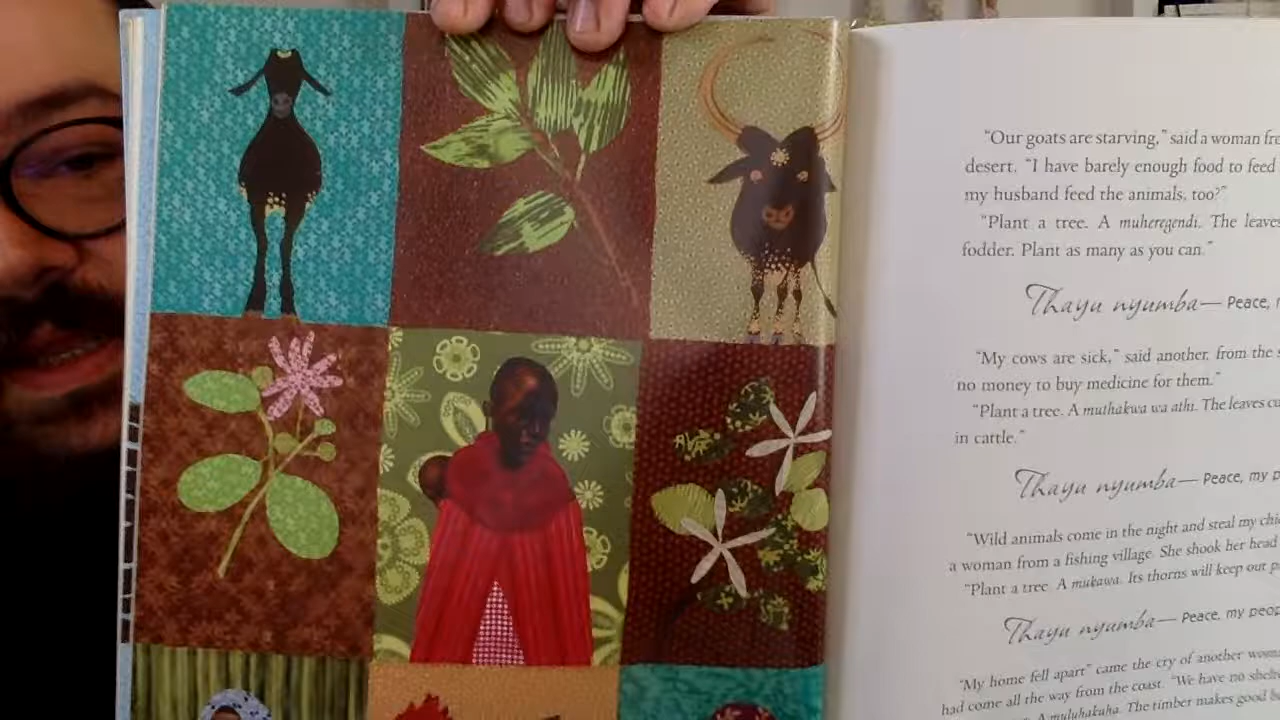 "Our goats are starving," said a woman
desert. "I have barely enough food to feed
my husband feed the animals, too?"
"Plant a tree. A muheregendi. The leaves
fodder. Plant as many as you can."
Thayu nyumba— Peace,
"My cows are sick," said another, from the
no money to buy medicine for them."
"Plant a tree. A muthakwa wa athi. The leaves
in cattle."
Thayu nyumba— Peace, my
"Wild animals come in the night and steal my
a woman from a fishing village. She shook her head
"Plant a tree. A mukawa. Its thorns will keep out
Thayu nyumba— Peace, my
"My home fell apart" came the cry of another
had come all the way from the coast. "We have no
A muluhakuha. The timber makes good